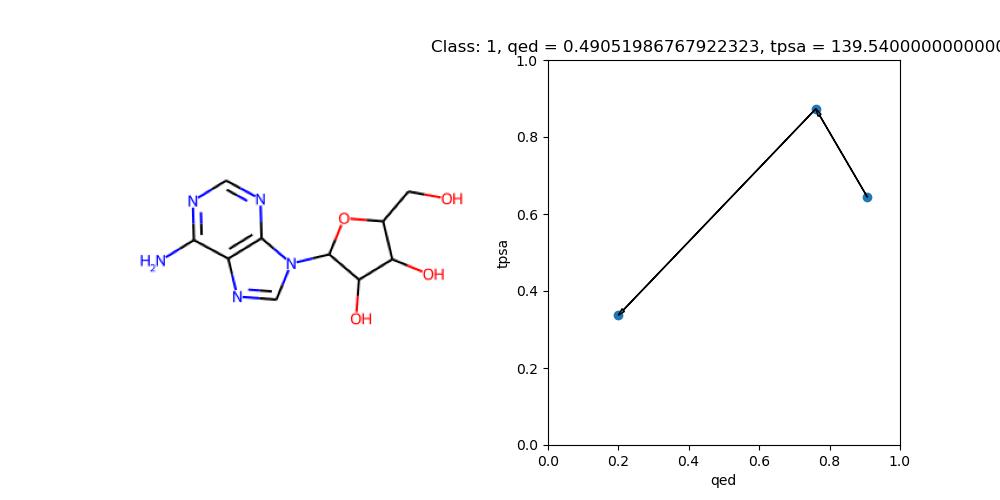 Class: 1, qed = 0.49051986767922323, tpsa = 139.5400000000000
1.0
0.8
0.6
0.4
0.2
0.0
tpsa
0.0 0.2 0.4 0.6 0.8 1.0
qed
N
N
OH
O
H2N
N
OH
N
OH